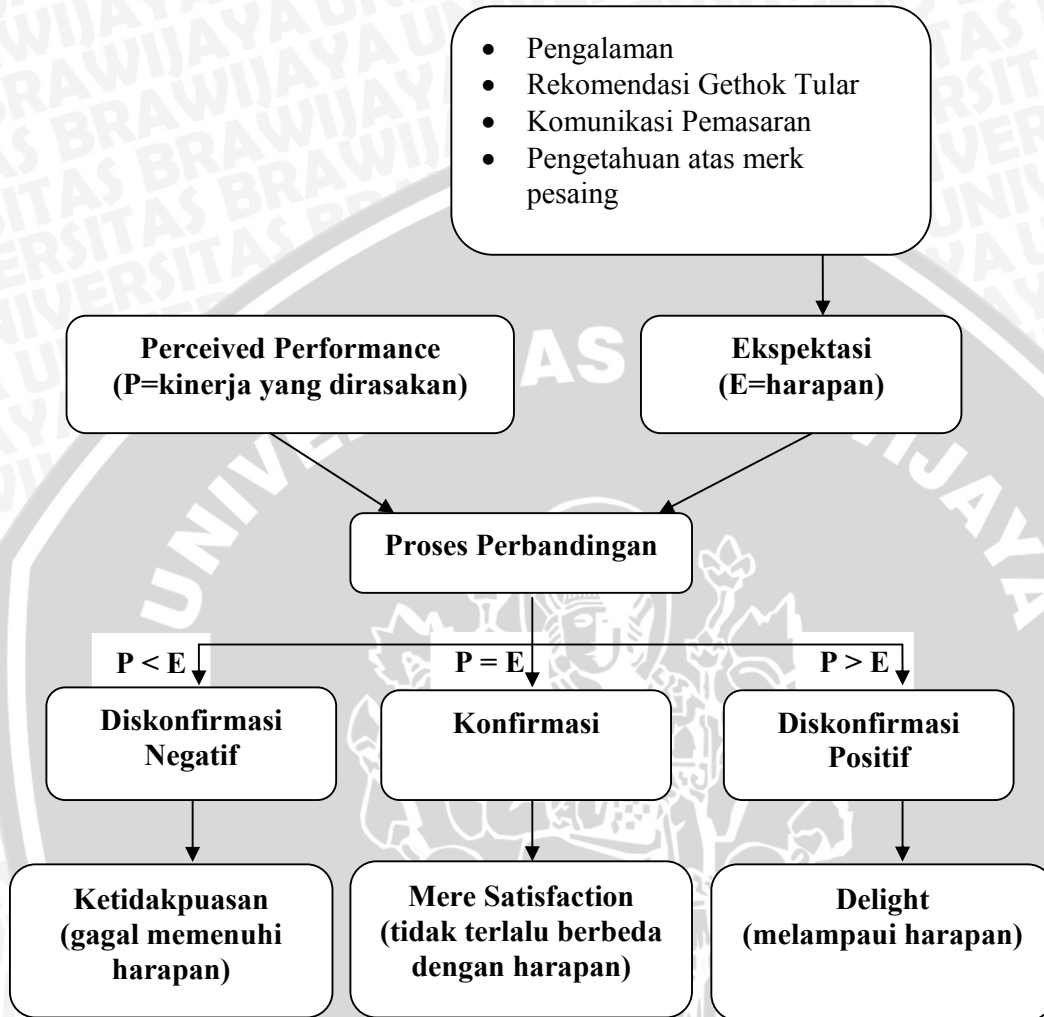 • Pengalaman
• Rekomendasi Gethok Tular
• Komunikasi Pemasaran
• Pengetahuan atas merk
pesaing
Perceived Performance
(P=kinerja yang dirasakan)
Ekspektasi
(E=harapan)
Proses Perbandingan
P < E
P = E
P > E
Diskonfirmasi
Negatif
Konfirmasi
Diskonfirmasi
Positif
Ketidakpuasan
(gagal memenuhi
harapan)
Mere Satisfaction
(tidak terlalu berbeda
dengan harapan)
Delight
(melampaui harapan)